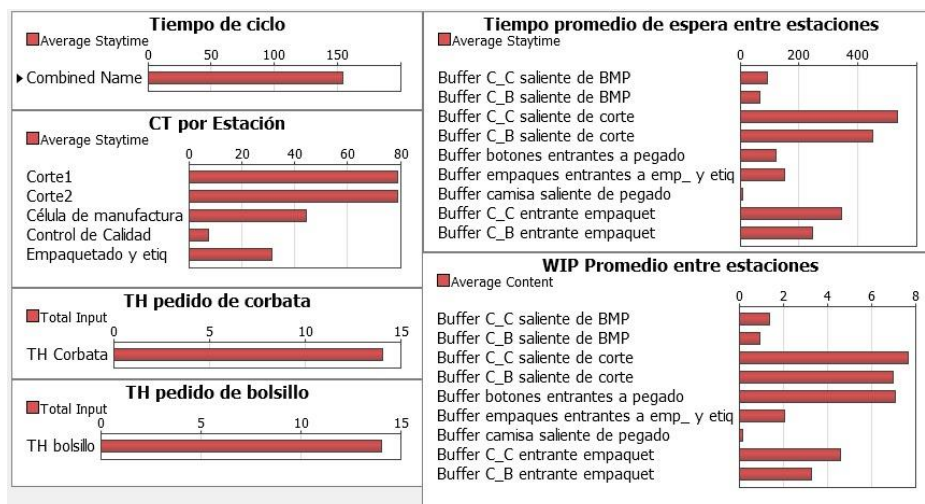 Tiempo de ciclo
Average Staytime
0 50 100 150
Combined Name
CT por Estación
Average Staytime
0 20 40 60 80
Corte1
Corte2
Célula de manufactura
Control de Calidad
Empaquetado y etiq
TH pedido de corbata
Total Input
0 5 10 15
TH Corbata
TH pedido de bolsillo
Total Input
0 5 10 15
TH bolsillo
Tiempo promedio de espera entre estaciones
Average Staytime
0 200 400
Buffer C_C saliente de BMP
Buffer C_B saliente de BMP
Buffer C_C saliente de corte
Buffer C_B saliente de corte
Buffer botones entrantes a pegado
Buffer empaques entrantes a emp_ y etiq
Buffer camisa saliente de pegado
Buffer C_C entrante empaquet
Buffer C_B entrante empaquet
WIP Promedio entre estaciones
Average Content
0 2 4 6 8
Buffer C_C saliente de BMP
Buffer C_B saliente de BMP
Buffer C_C saliente de corte
Buffer C_B saliente de corte
Buffer botones entrantes a pegado
Buffer empaques entrantes a emp_ y etiq
Buffer camisa saliente de pegado
Buffer C_C entrante empaquet
Buffer C_B entrante empaquet